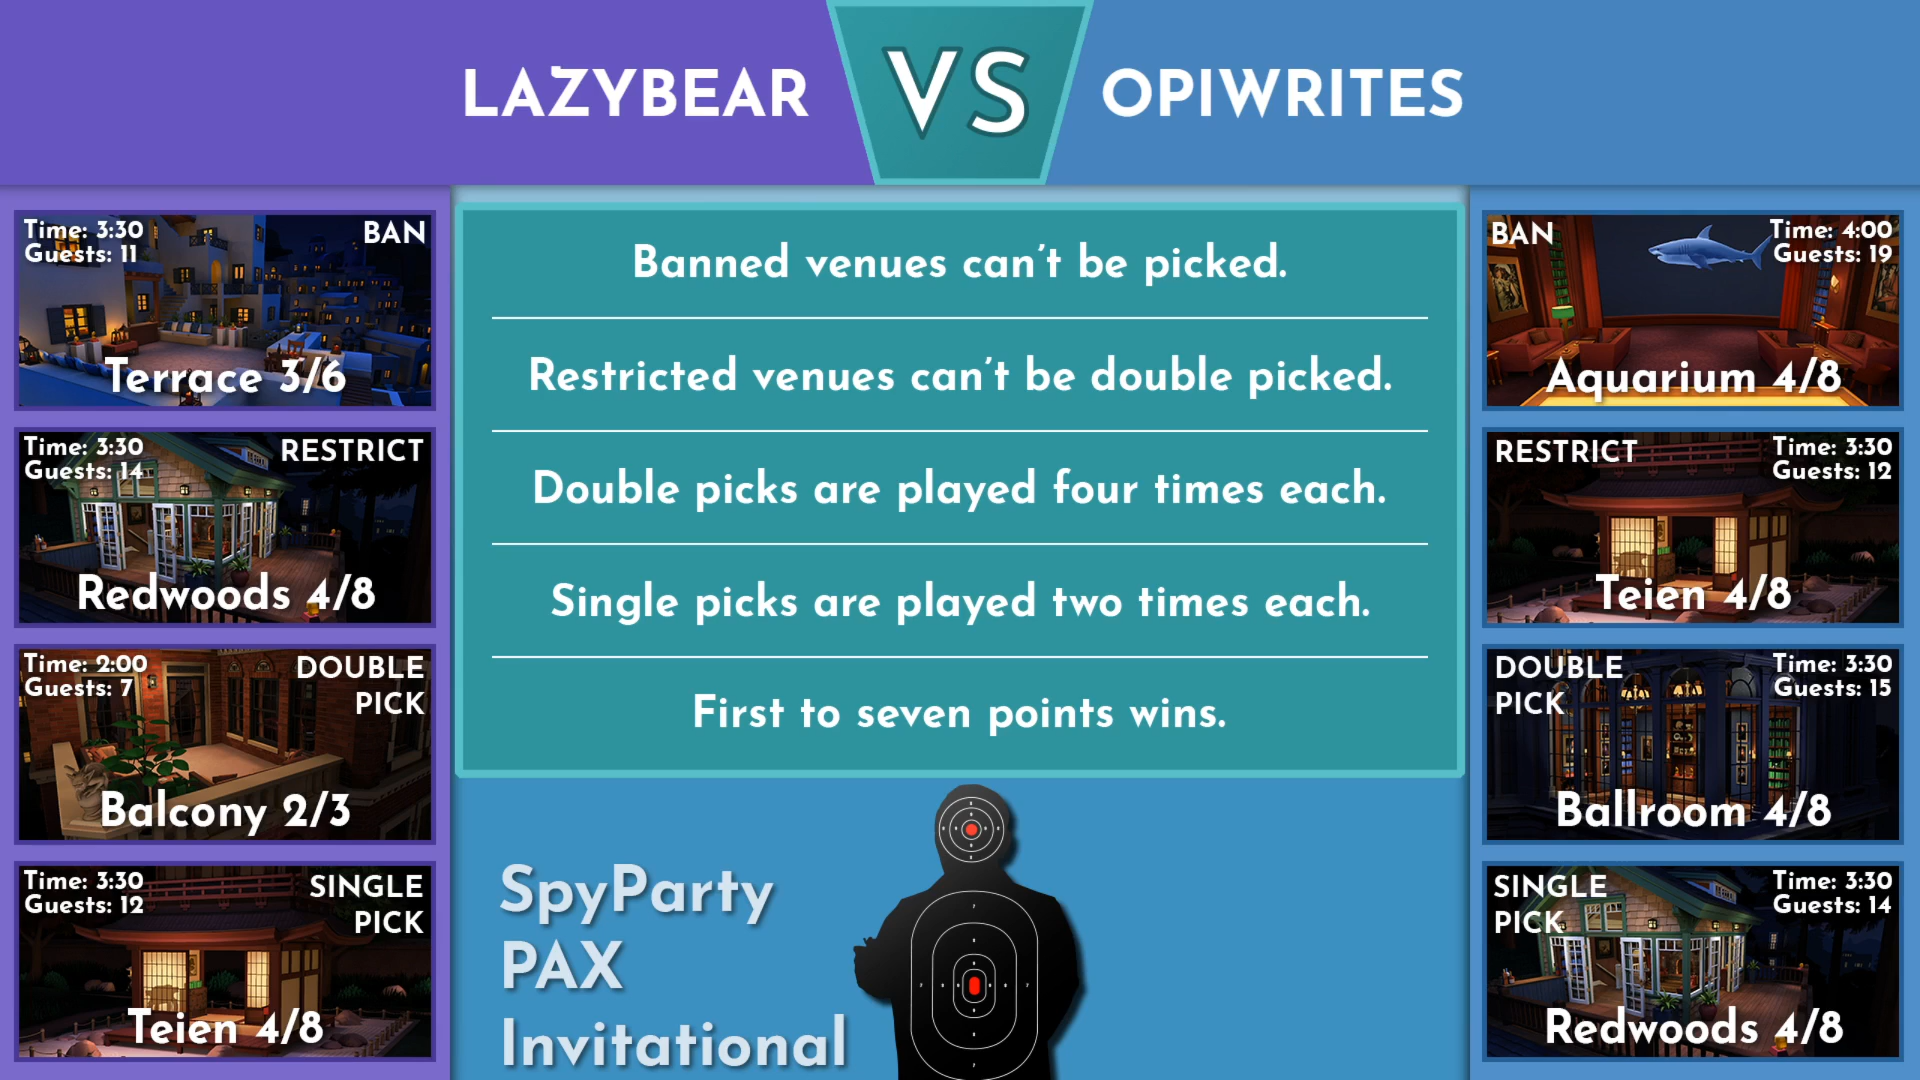 LAZYBEAR VS OPIWRITES
Time: 3:30
Guests: 11
BAN
Terrace 3/6
Time: 3:30
Guests: 14
RESTRICT
Redwoods 4/8
Time: 2:00
Guests: 7
DOUBLE
PICK
Balcony 2/3
Time: 3:30
Guests: 12
SINGLE
PICK
Teien 4/8
Banned venues can't be picked.
Restricted venues can't be double picked.
Double picks are played four times each.
Single picks are played two times each.
First to seven points wins.
SpyParty
PAX
Invitational
BAN
Time: 4:00
Guests: 19
Aquarium 4/8
RESTRICT
Time: 3:30
Guests: 12
Teien 4/8
DOUBLE
PICK
Time: 3:30
Guests: 15
Ballroom 4/8
SINGLE
PICK
Time: 3:30
Guests: 14
Redwoods 4/8